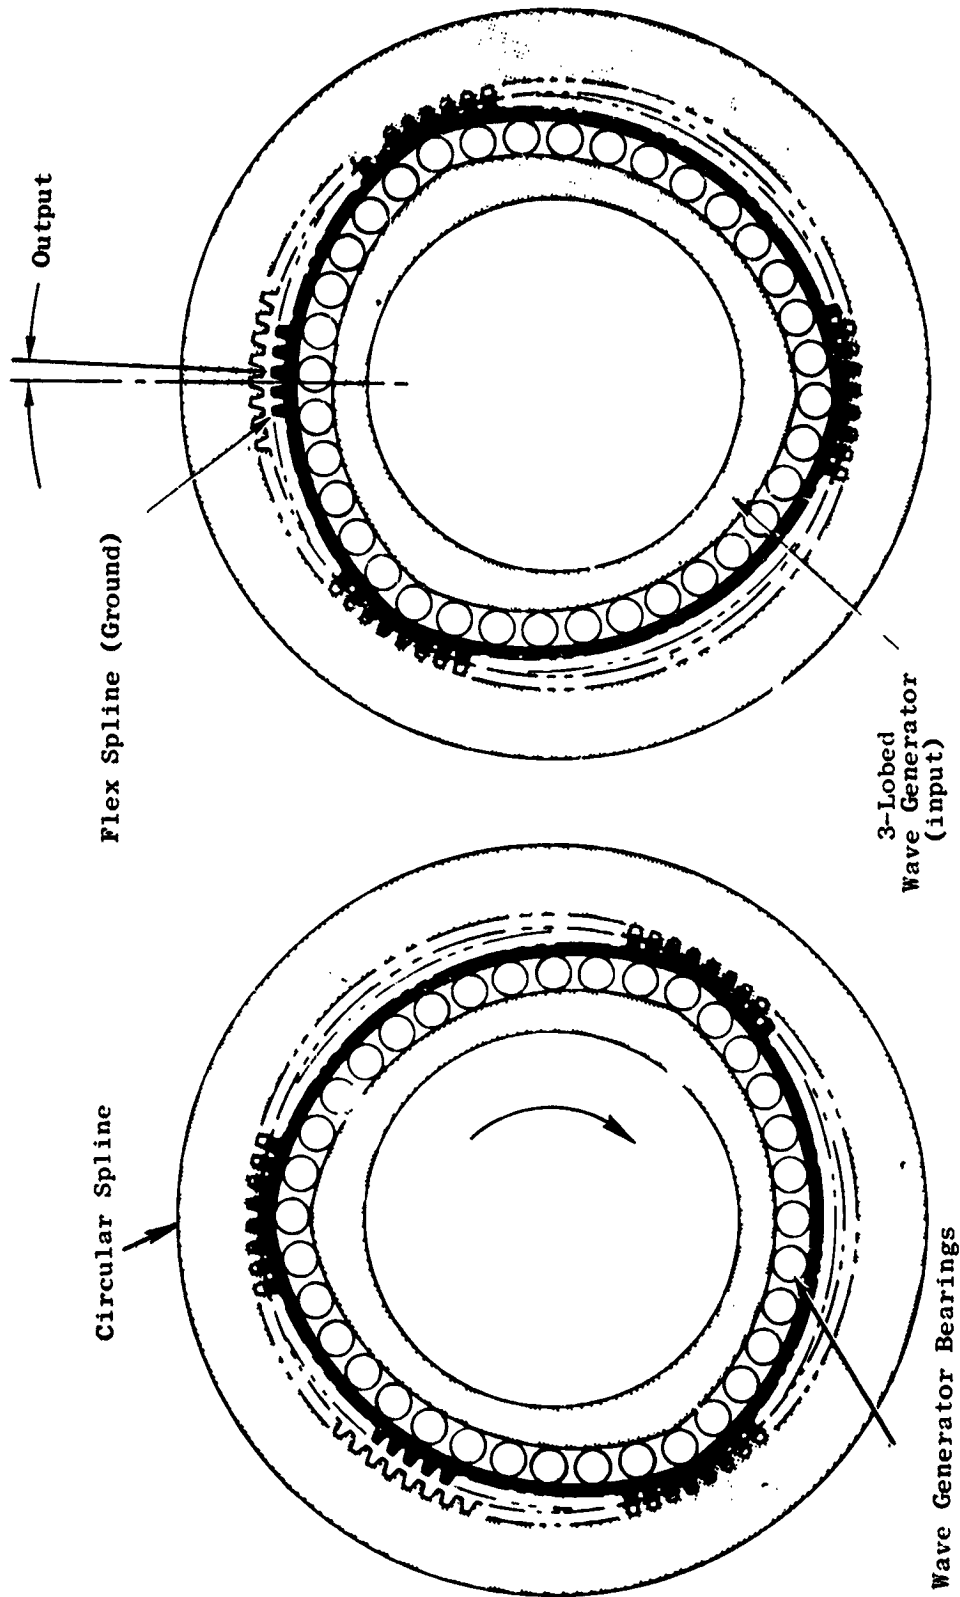 Circular Spline
Wave Generator Bearings
Flex Spline (Ground)
3-Lobed
Wave Generator
(input)
Output